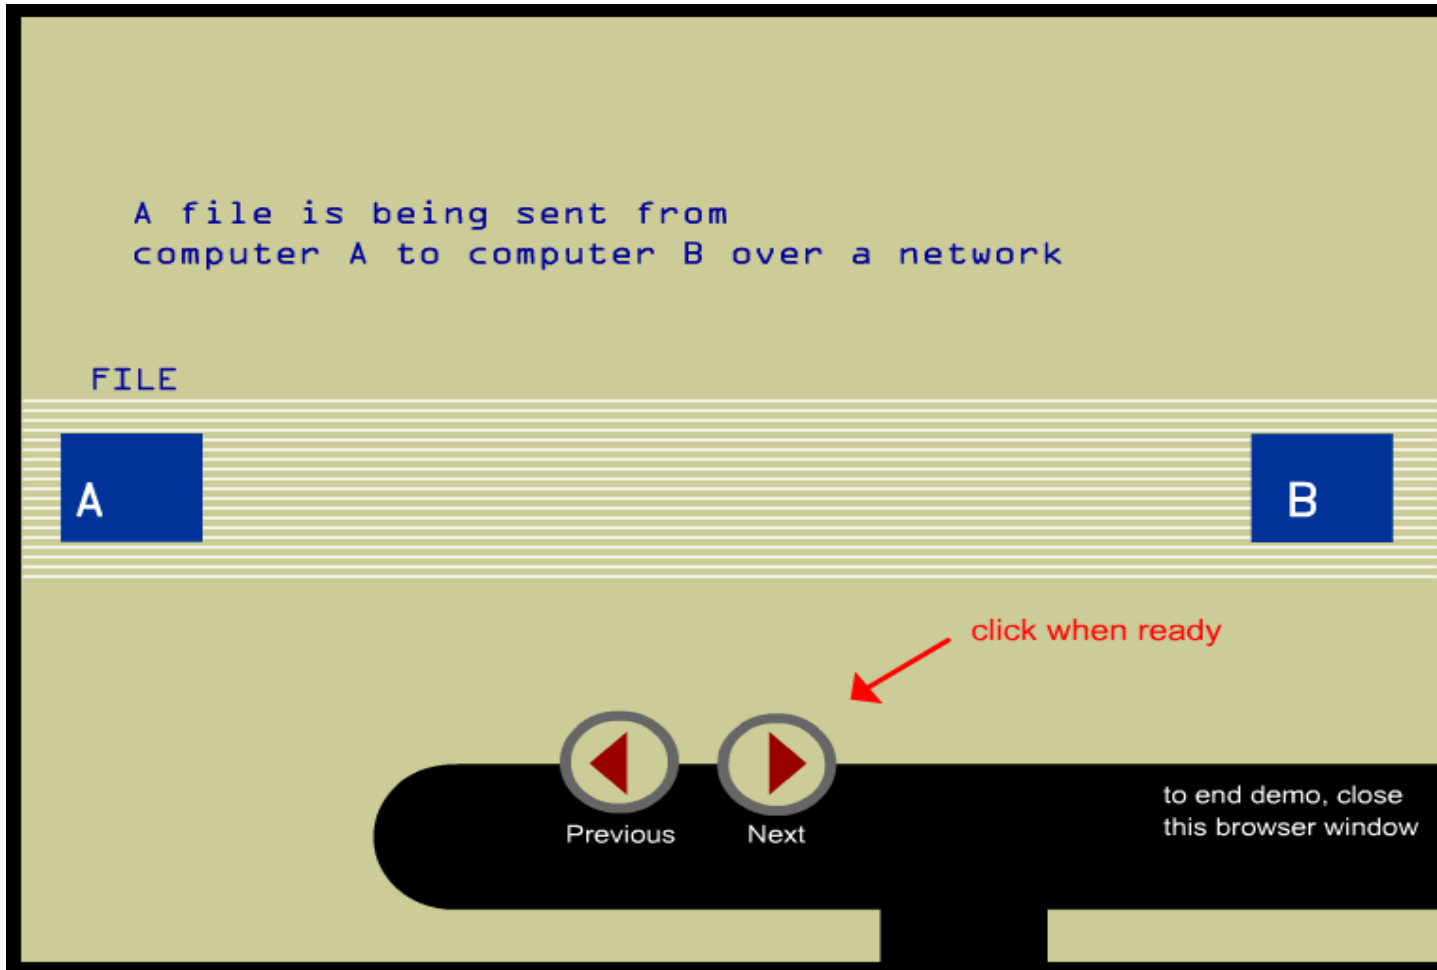 A file is being sent from
computer A to computer B over a network
FILE
A
B
click when ready
Previous
Next
to end demo, close
this browser window